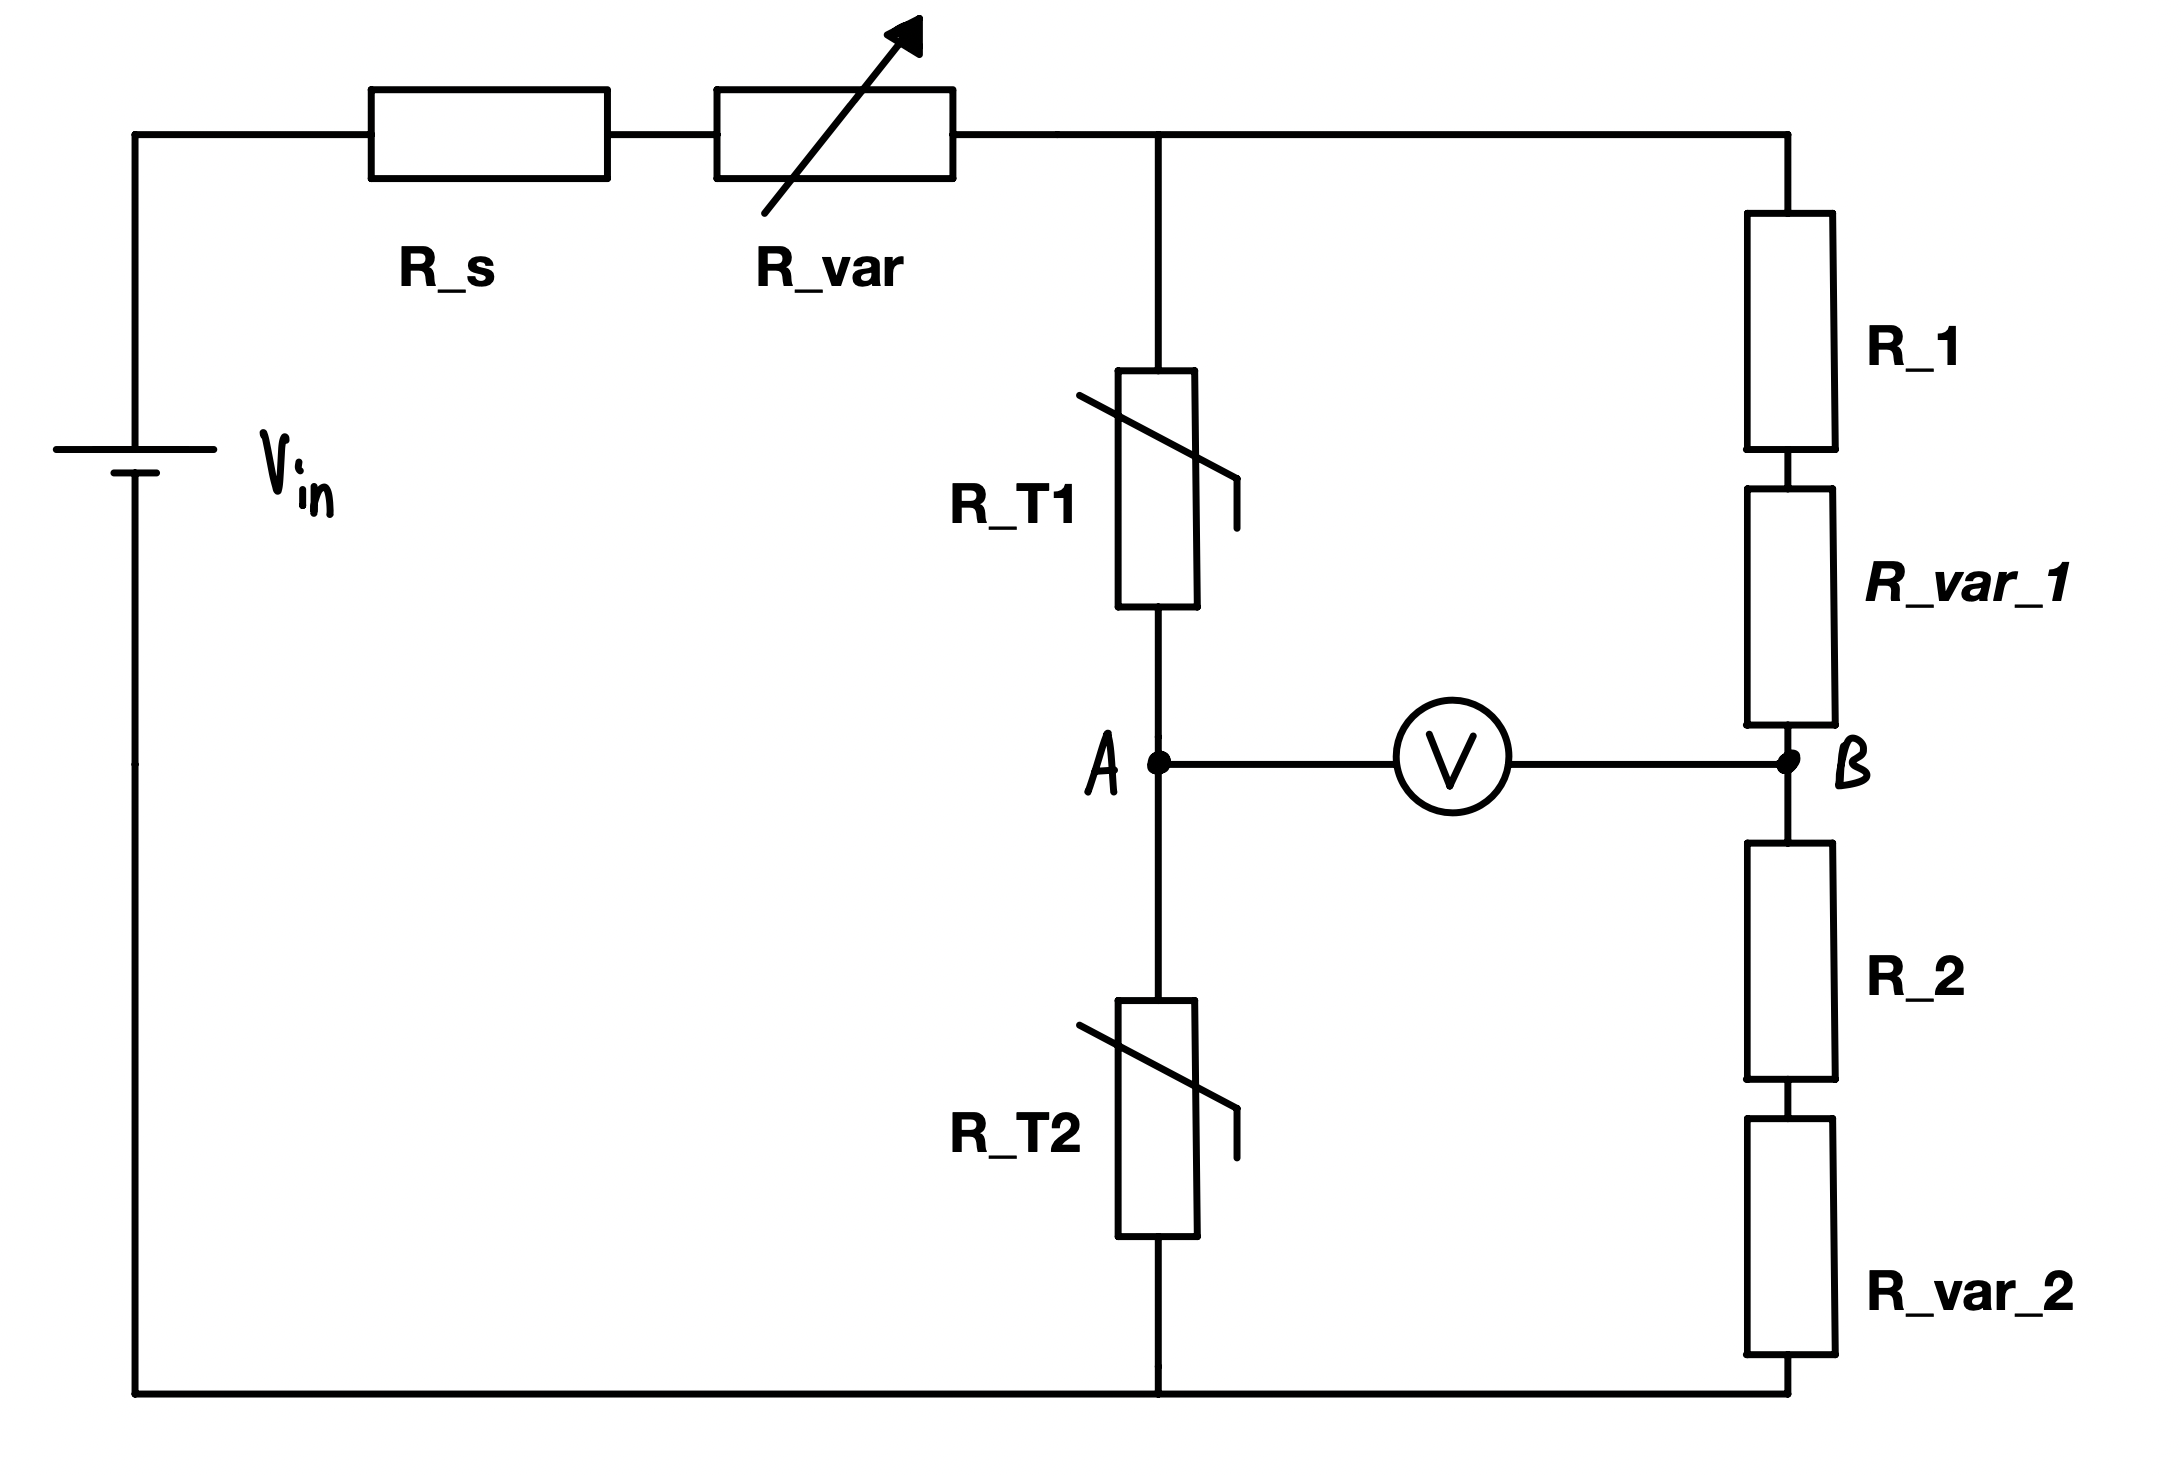 R_s
R_var
R_1
V_in
R_T1
R_var_1
A
V
B
R_2
R_T2
R_var_2